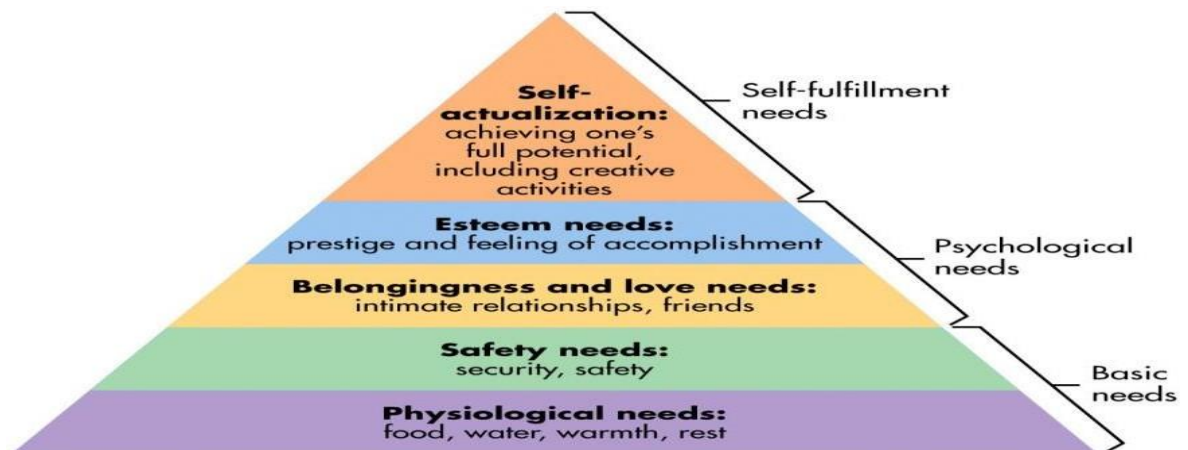 Self-
actualization:
achieving one's
full potential,
including creative
activities
Self-fulfillment
needs
Esteem needs:
prestige and feeling of accomplishment
Belongingness and love needs:
intimate relationships, friends
Psychological
needs
Safety needs:
security, safety
Physiological needs:
food, water, warmth, rest
Basic
needs